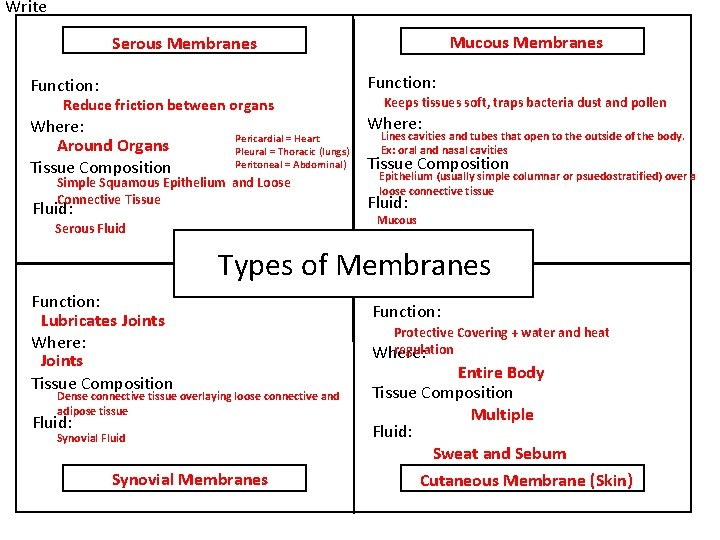 Write
Serous Membranes
Function:
Reduce friction between organs
Where:
Around Organs
Pericardial = Heart
Pleural = Thoracic (lungs)
Peritoneal = Abdominal)
Tissue Composition
Simple Squamous Epithelium and Loose
Connective Tissue
Fluid:
Serous Fluid
Mucous Membranes
Function:
Keeps tissues soft, traps bacteria dust and pollen
Where:
Lines cavities and tubes that open to the outside of the body.
Ex: oral and nasal cavities
Tissue Composition
Epithelium (usually simple columnar or psuedostratified) over a
loose connective tissue
Fluid:
Mucous
Types of Membranes
Function:
Lubricates Joints
Where:
Joints
Tissue Composition
Dense connective tissue overlaying loose connective and
adipose tissue
Fluid:
Synovial Fluid
Synovial Membranes
Function:
Protective Covering + water and heat
regulation
Where:
Entire Body
Tissue Composition
Multiple
Fluid:
Sweat and Sebum
Cutaneous Membrane (Skin)